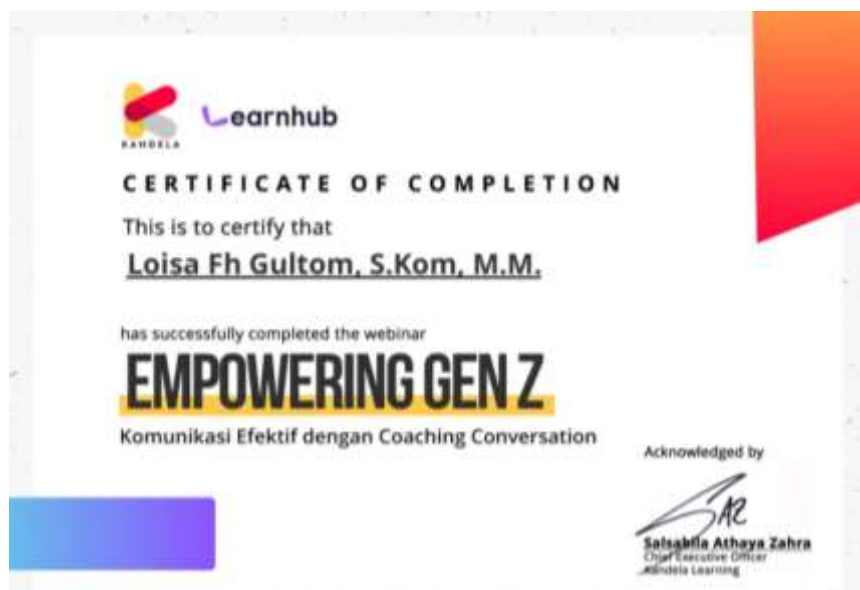 KANDELA
Learnhub
CERTIFICATE OF COMPLETION
This is to certify that
Loisa Fh Gultom, S.Kom, M.M.
has successfully completed the webinar
EMPOWERING GEN Z
Komunikasi Efektif dengan Coaching Conversation
Acknowledged by
Salsabila Athaya Zahra
Chief Executive Officer
Kandela Learning